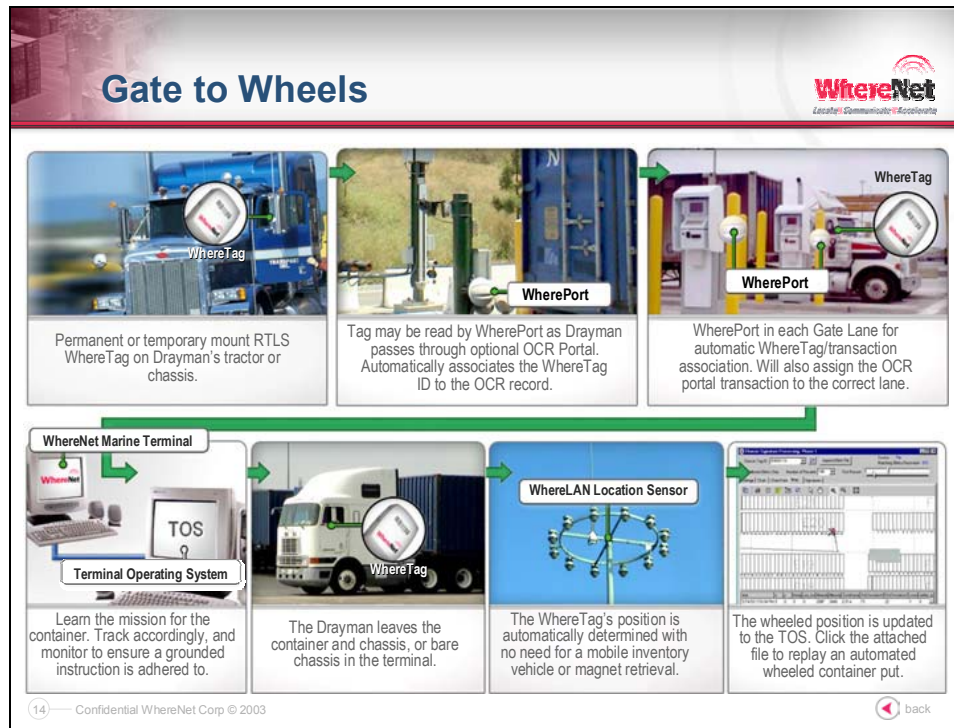 Gate to Wheels
WhereNet
Locate Communicate Accelerate
WhereTag
Permanent or temporary mount RTLS
WhereTag on Drayman's tractor or
chassis.
WherePort
Tag may be read by WherePort as Drayman
passes through optional OCR Portal.
Automatically associates the WhereTag
ID to the OCR record.
WhereTag
WherePort
WherePort in each Gate Lane for
automatic WhereTag/transaction
association. Will also assign the OCR
portal transaction to the correct lane.
WhereNet Marine Terminal
WhereNet
TOS
Terminal Operating System
Learn the mission for the
container. Track accordingly, and
monitor to ensure a grounded
instruction is adhered to.
WhereTag
The Drayman leaves the
container and chassis, or bare
chassis in the terminal.
WhereLAN Location Sensor
The WhereTag's position is
automatically determined with
no need for a mobile inventory
vehicle or magnet retrieval.
The wheeled position is updated
to the TOS. Click the attached
file to replay an automated
wheeled container put.
14 Confidential WhereNet Corp © 2003
back